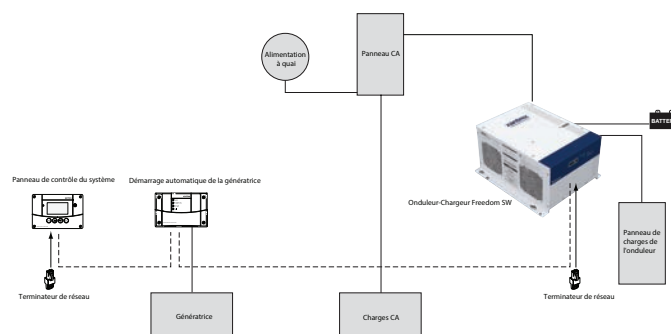 Alimentation
à quai
Panneau CA
BATTER
Panneau de contrôle du système
Démarrage automatique de la génératrice
Onduleur-Chargeur Freedom SW
Panneau de
charges de
l'onduleur
Terminateur de réseau
Génératrice
Charges CA
Terminateur de réseau